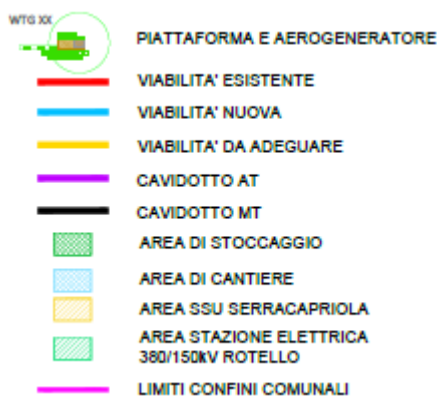 WTG XX
PIATTAFORMA E AEROGENERATORE
VIABILITA' ESISTENTE
VIABILITA' NUOVA
VIABILITA' DA ADEGUARE
CAVIDOTTO AT
CAVIDOTTO MT
AREA DI STOCCAGGIO
AREA DI CANTIERE
AREA SSU SERRACAPRIOLA
AREA STAZIONE ELETTRICA
380/150kV ROTELLO
LIMITI CONFINI COMUNALI